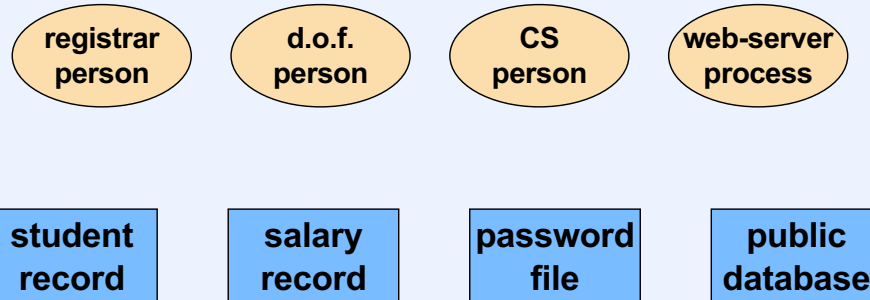 registrar
person
d.o.f.
person
CS
person
web-server
process
student
record
salary
record
password
file
public
database